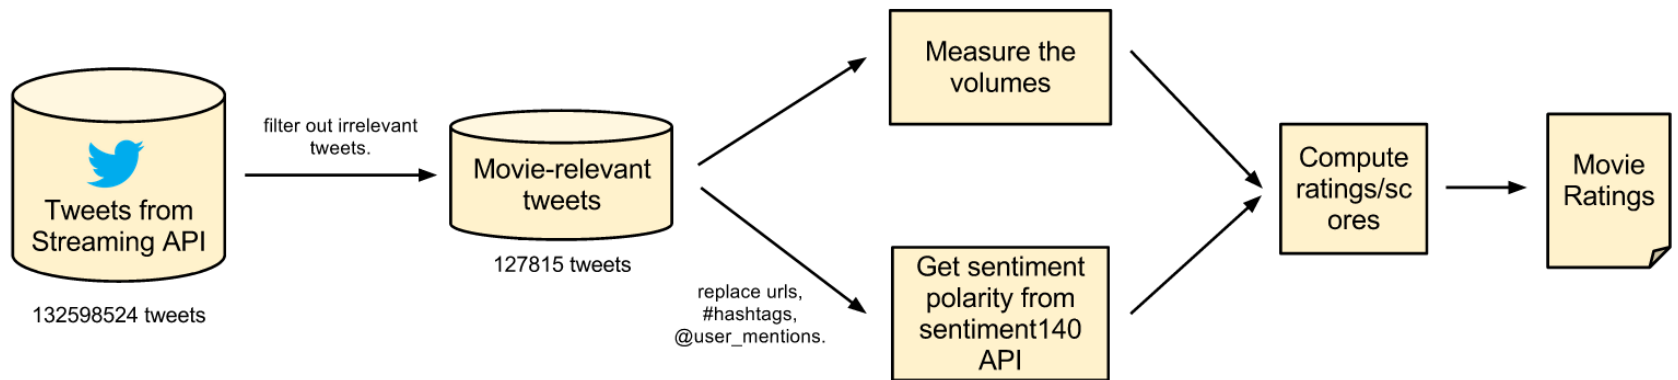 Tweets from
Streaming API
132598524 tweets
filter out irrelevant
tweets.
Movie-relevant
tweets
127815 tweets
Measure the
volumes
replace urls,
#hashtags,
@user_mentions.
Get sentiment
polarity from
sentiment140
API
Compute
ratings/sc
ores
Movie
Ratings